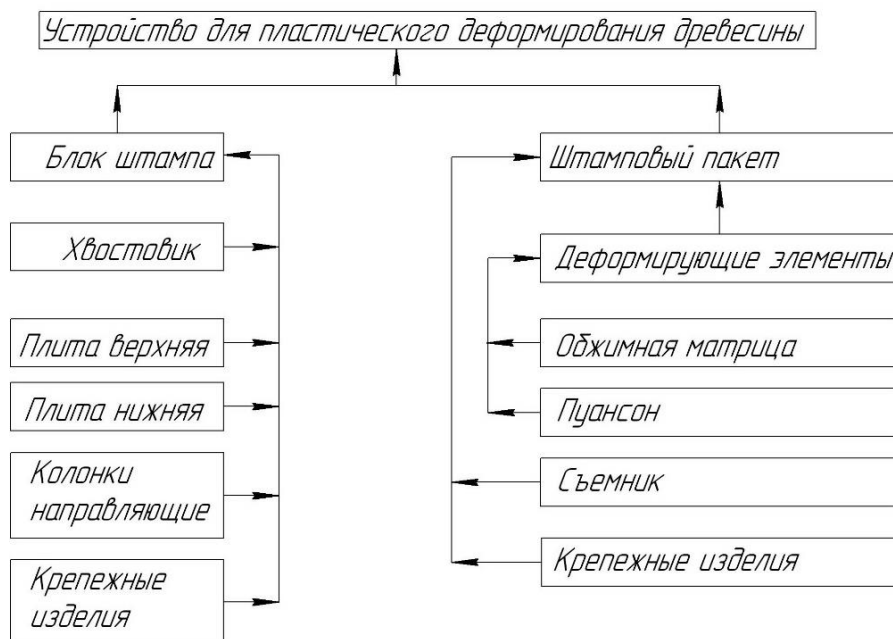 Устройство для пластического деформирования древесины
Блок штампа
Хвостовик
Плита верхняя
Плита нижняя
Колонки
направляющие
Крепежные
изделия
Штамповый пакет
Деформирующие элементы
Обжимная матрица
Пуансон
Съемник
Крепежные изделия